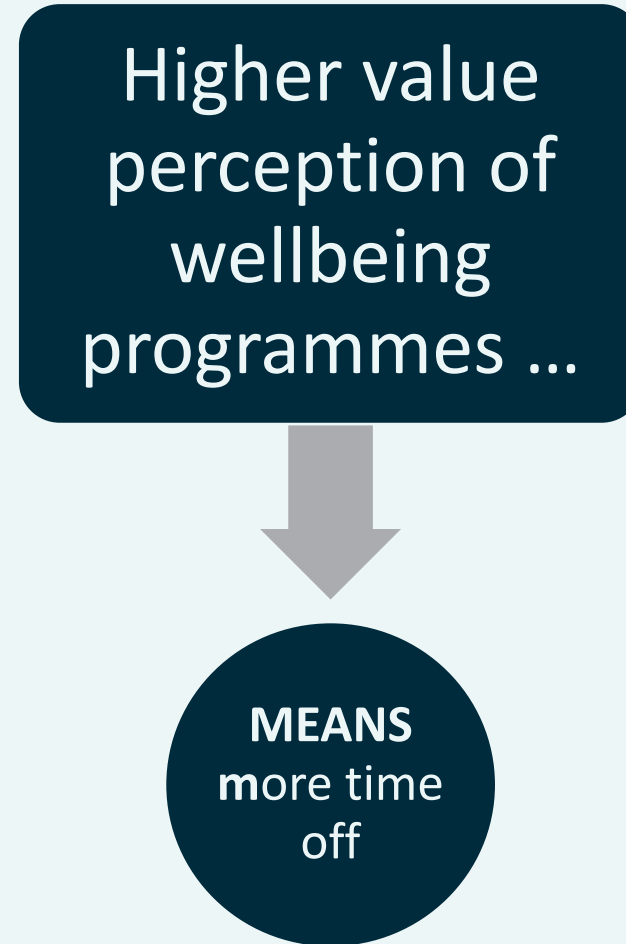 Higher value
perception of
wellbeing
programmes ...
MEANS
more time
off